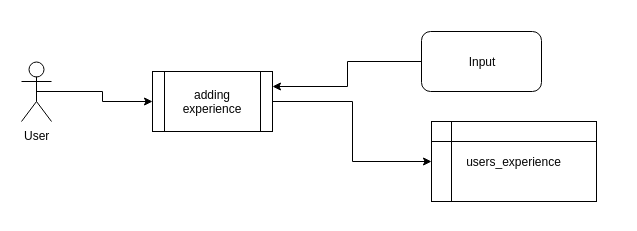 Input
adding
experience
User
users_experience